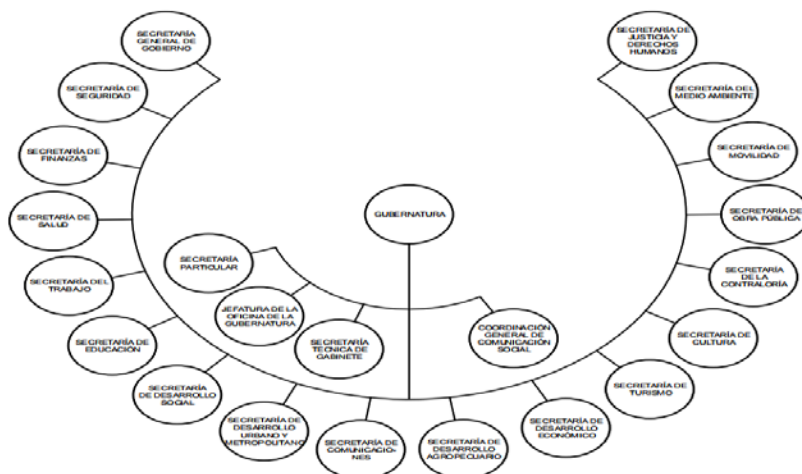 SECRETARÍA
GENERAL DE
GOBIERNO
SECRETARÍA DE
SEGURIDAD
SECRETARÍA DE
FINANZAS
SECRETARÍA DE
SALUD
SECRETARÍA DEL
TRABAJO
SECRETARÍA DE
EDUCACIÓN
SECRETARÍA
DE DESARROLLO
SOCIAL
SECRETARÍA DE
DESARROLLO
URBANO Y
METROPOLITANO
SECRETARÍA DE
COMUNICACIO-
NES
SECRETARÍA DE
DESARROLLO
AGROPECUARIO
SECRETARÍA DE
DESARROLLO
ECONÓMICO
SECRETARÍA DE
TURISMO
SECRETARÍA DE
CULTURA
SECRETARÍA
DE LA
CONTRALORÍA
SECRETARÍA DE
OBRA PÚBLICA
SECRETARÍA DE
MOVILIDAD
SECRETARÍA DEL
MEDIO AMBIENTE
SECRETARÍA DE
JUSTICIA Y
DERECHOS
HUMANOS
GUBERNATURA
SECRETARÍA
PARTICULAR
JEFATURA DE LA
OFICINA DE LA
GUBERNATURA
SECRETARÍA
TÉCNICA DE
GABINETE
COORDINACIÓN
GENERAL DE
COMUNICACIÓN
SOCIAL